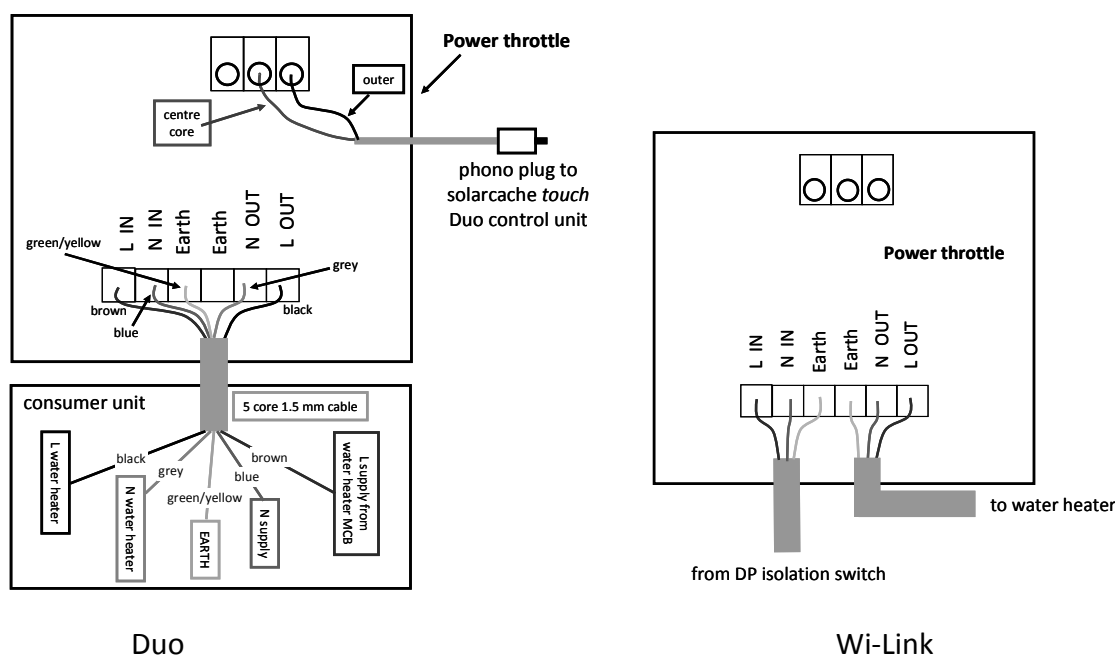 Power throttle
outer
centre
core
phono plug to
solarcache touch
Duo control unit
L IN
N IN
Earth
Earth
N OUT
L OUT
green/yellow
grey
brown
blue
black
consumer unit
5 core 1.5 mm cable
black
grey
green/yellow
blue
brown
L water heater
N water heater
EARTH
N supply
L supply from
water heater MCB
Duo
Power throttle
L IN
N IN
Earth
Earth
N OUT
L OUT
to water heater
from DP isolation switch
Wi-Link